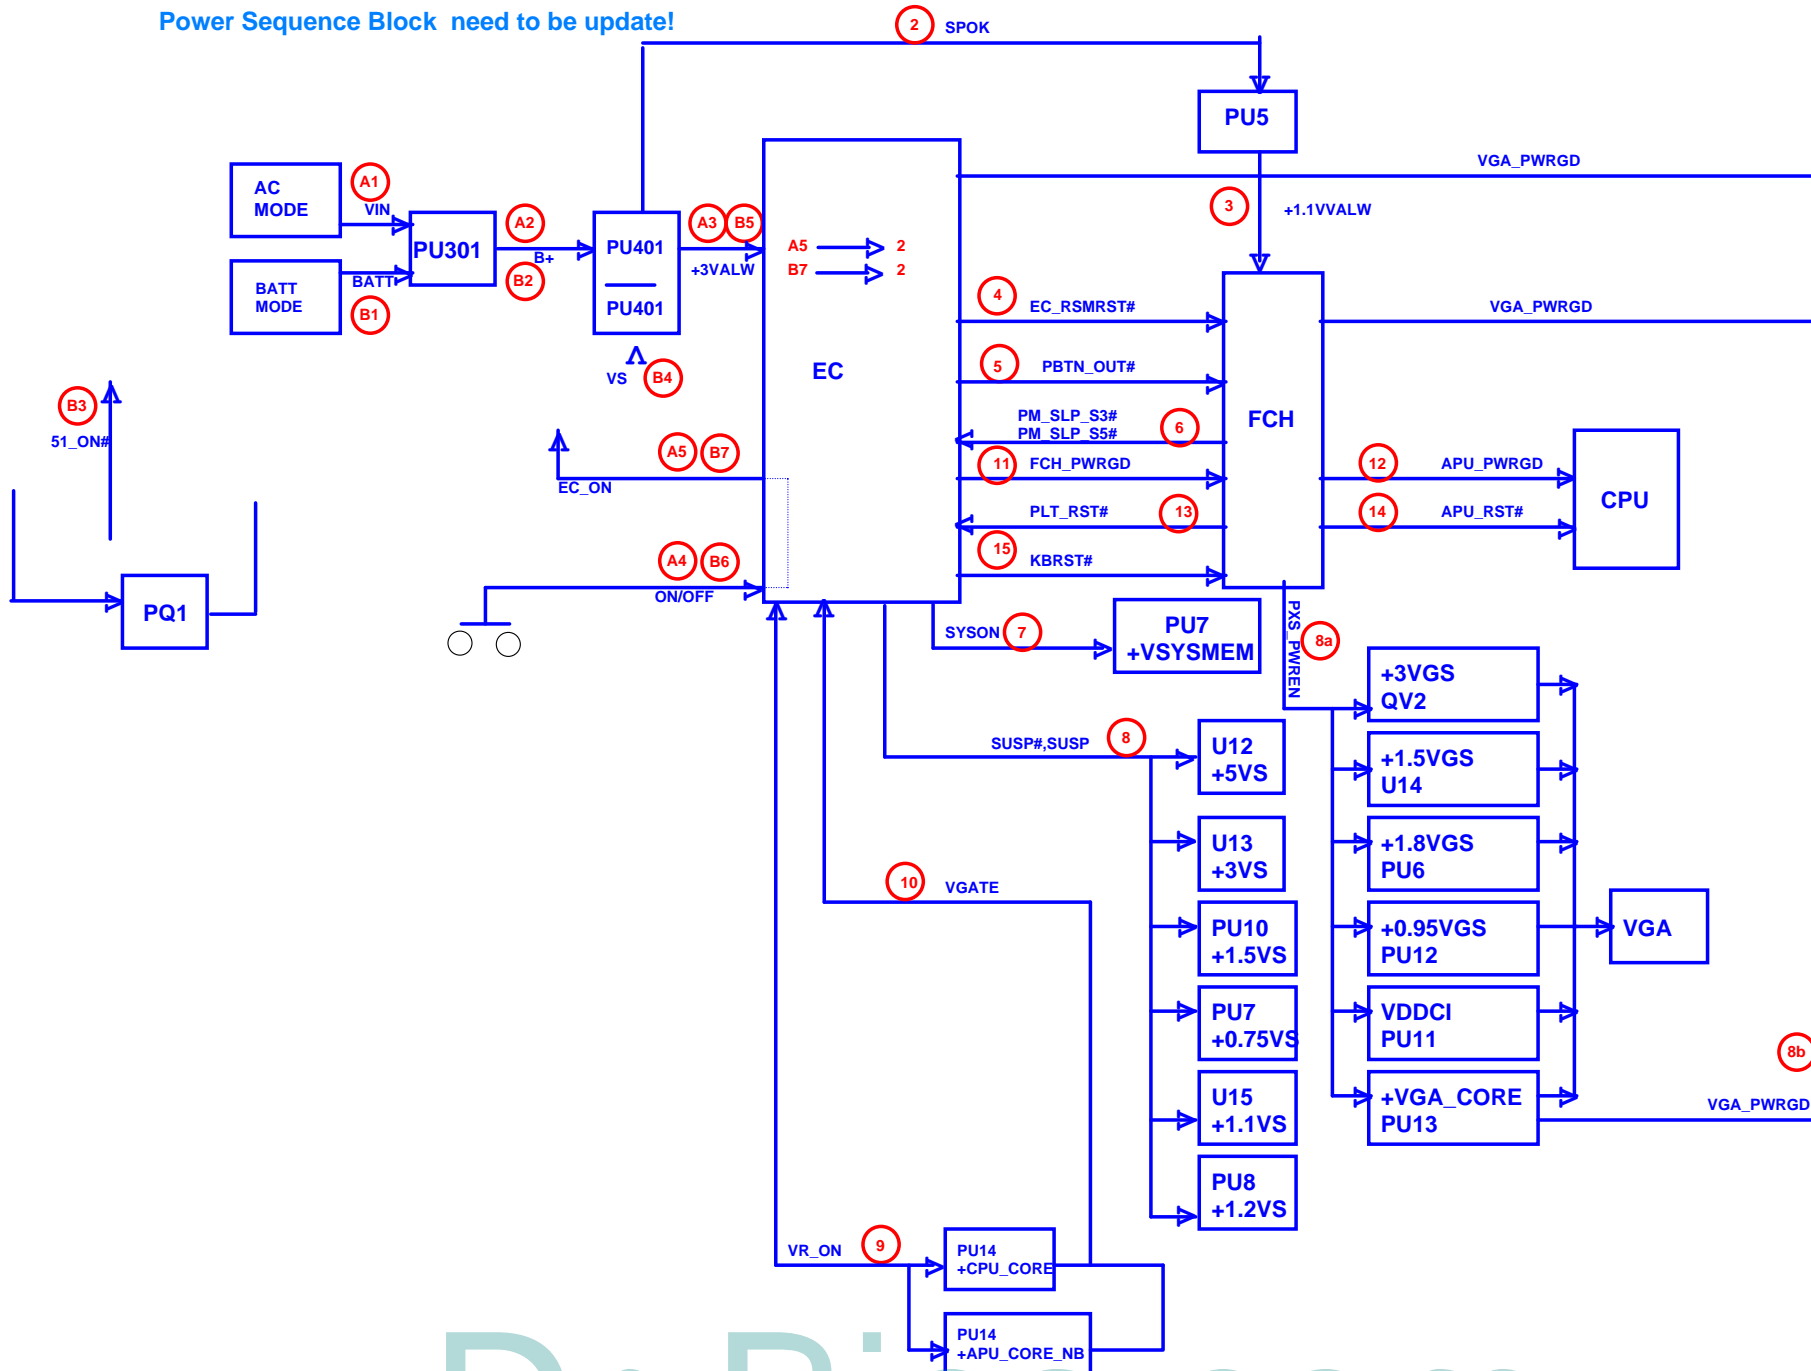 Power Sequence Block need to be update!
2
SPOK
PU5
VGA_PWRGD
AC
MODE
A1
VIN
3
+1.1VVALW
PU301
A2
B+
B2
PU401
PU401
A3
B5
+3VALW
A5
2
B7
2
BATT
MODE
BATT
B1
4
EC_RSMRST#
VGA_PWRGD
VS
B4
EC
5
PBTN_OUT#
FCH
B3
51_ON#
PM_SLP_S3#
PM_SLP_S5#
6
A5
B7
EC_ON
11
FCH_PWRGD
12
APU_PWRGD
CPU
PLT_RST#
13
14
APU_RST#
15
KBRST#
A4
B6
ON/OFF
PQ1
SYSON
7
PU7
+VSYSMEM
PXS_PWREN
8a
+3VGS
QV2
SUSP#,SUSP
8
U12
+5VS
+1.5VGS
U14
U13
+3VS
+1.8VGS
PU6
10
VGATE
PU10
+1.5VS
+0.95VGS
PU12
VGA
PU7
+0.75VS
VDDCI
PU11
8b
U15
+1.1VS
+VGA_CORE
PU13
VGA_PWRGD
PU8
+1.2VS
VR_ON
9
PU14
+CPU_CORE
PU14
+APU_CORE_NB